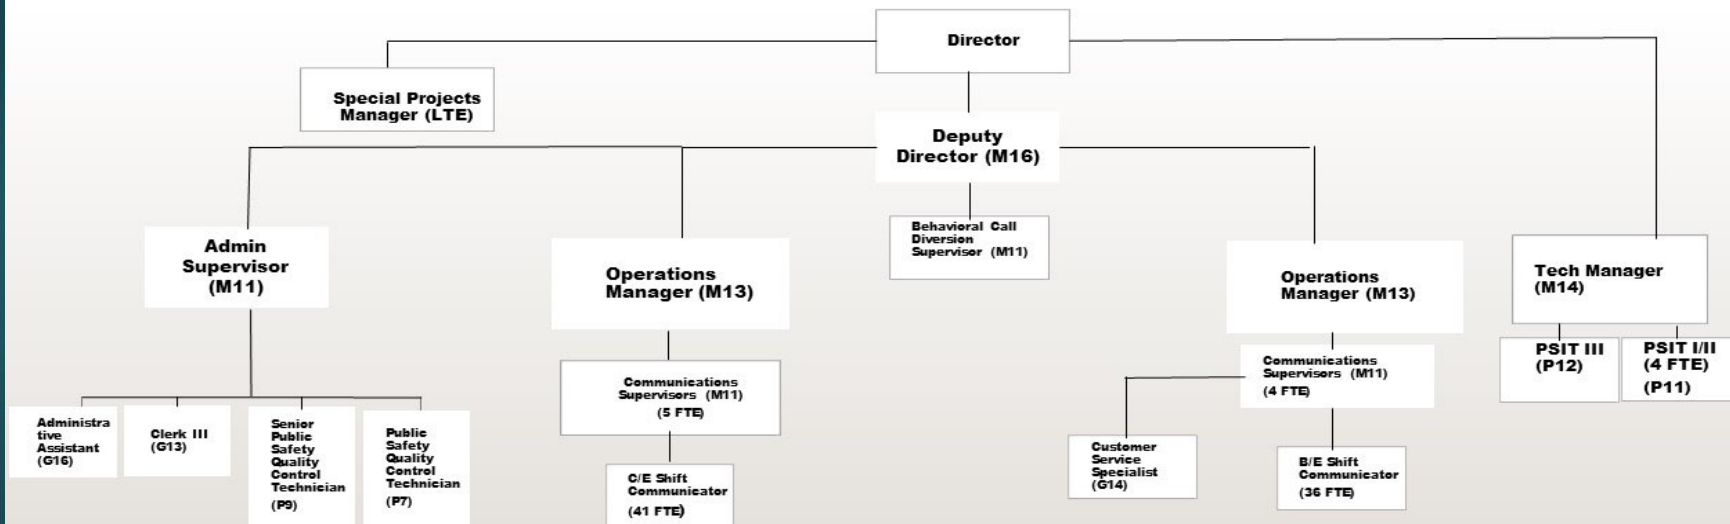 Director
Special Projects
Manager (LTE)
Deputy
Director (M16)
Behavioral Call
Diversion
Supervisor (M11)
Admin
Supervisor
(M11)
Operations
Manager (M13)
Operations
Manager (M13)
Tech Manager
(M14)
PSIT III
(P12)
PSIT I/II
(4 FTE)
(P11)
Communications
Supervisors (M11)
(5 FTE)
Communications
Supervisors (M11)
(4 FTE)
Administra
tive
Assistant
(G16)
Clerk III
(G13)
Senior
Public
Safety
Quality
Control
Technician
(P9)
Public
Safety
Quality
Control
Technician
(P7)
C/E Shift
Communicator
(41 FTE)
Customer
Service
Specialist
(G14)
B/E Shift
Communicator
(36 FTE)